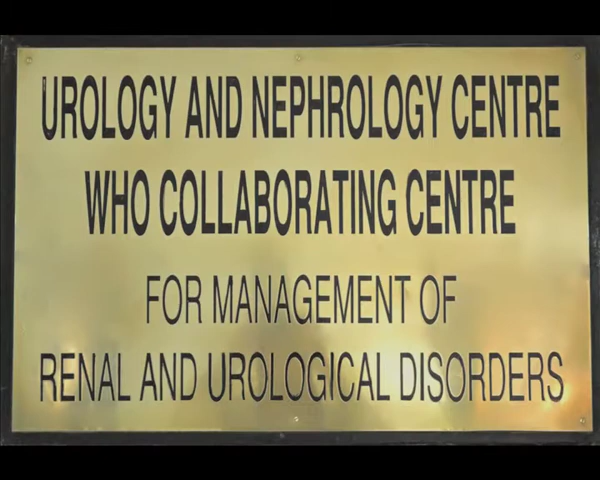 UROLOGY AND NEPHROLOGY CENTRE
WHO COLLABORATING CENTRE
FOR MANAGEMENT OF
RENAL AND UROLOGICAL DISORDERS